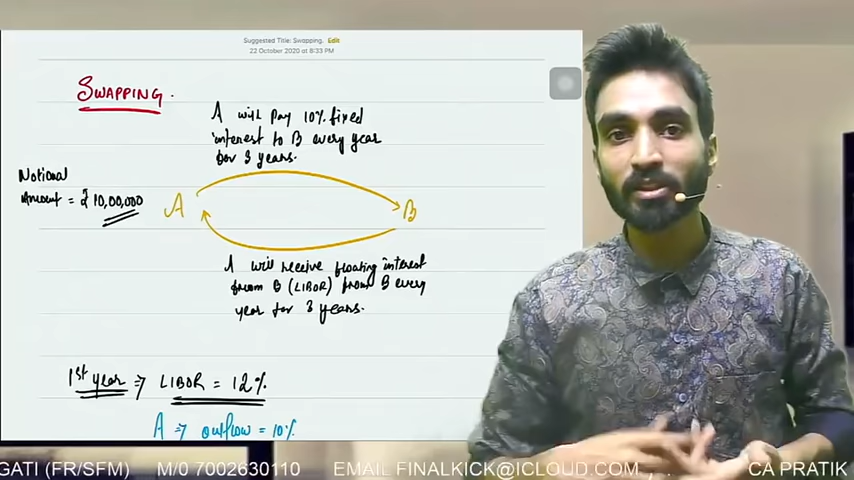 Suggested Title: Swapping. Edit
22 October 2020 at 8:33 PM
SWAPPING.
A will pay 10% fixed
interest to B every year
for 3 years.
Notional
Amount = ₹ 10,00,000
A
B
A will receive floating interest
from B (LIBOR) from B every
year for 3 years.
1st year ⇒ LIBOR = 12%
A ⇒ outflow = 10%
GATI (FR/SFM) M/0 7002630110 EMAIL FINALKICK@ICLOUD.COM CA PRATIK